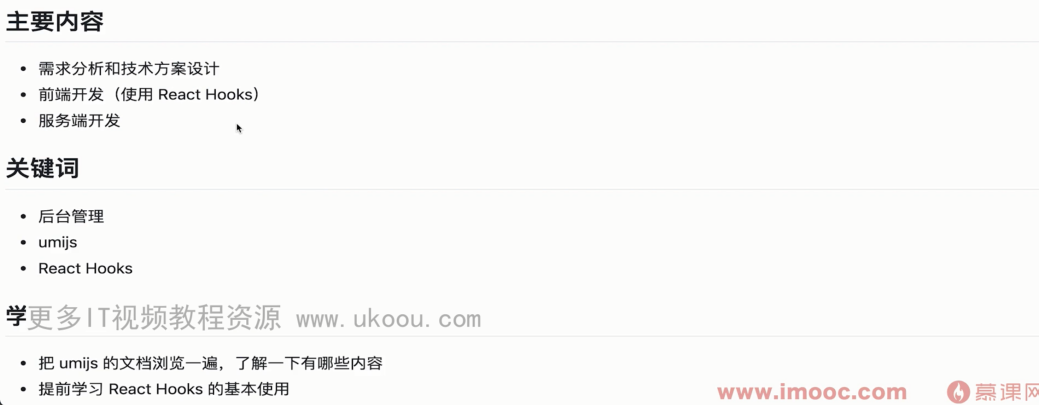 主要内容
需求分析和技术方案设计
前端开发（使用 React Hooks）
服务端开发
关键词
后台管理
umijs
React Hooks
学
更多IT视频教程资源 www.ukoou.com
把 umijs 的文档浏览一遍，了解一下有哪些内容
提前学习 React Hooks 的基本使用
www.imooc.com 慕课网